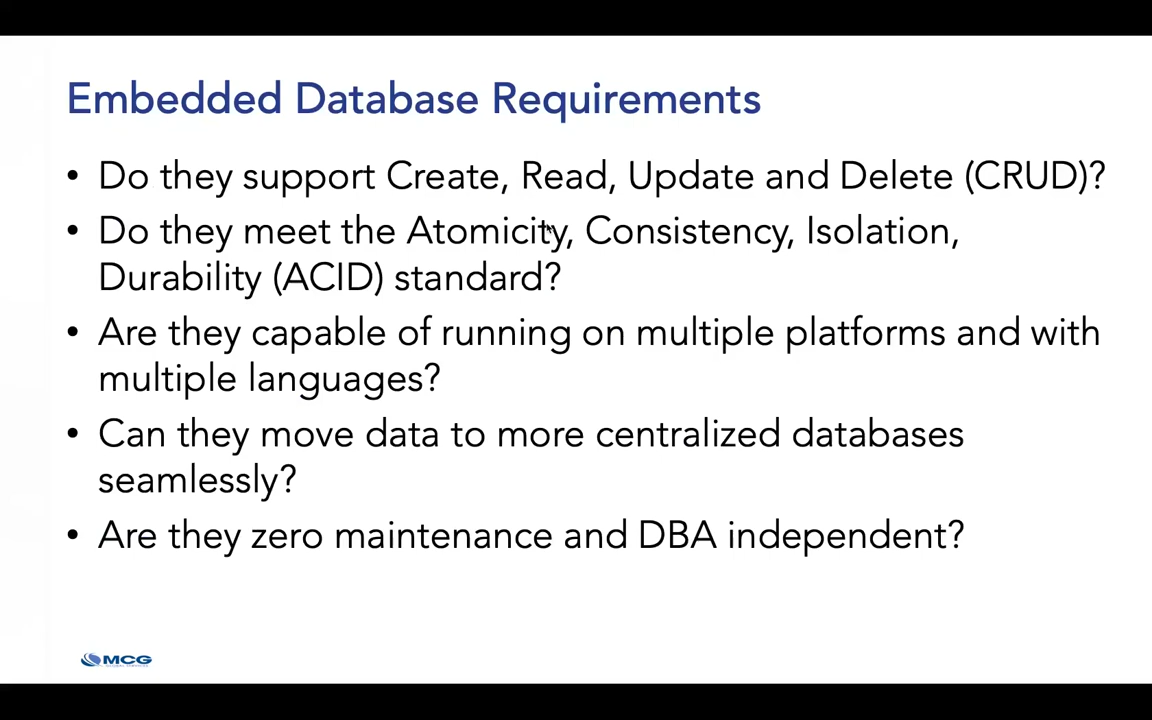 Embedded Database Requirements
• Do they support Create, Read, Update and Delete (CRUD)?
• Do they meet the Atomicity, Consistency, Isolation,
Durability (ACID) standard?
• Are they capable of running on multiple platforms and with
multiple languages?
• Can they move data to more centralized databases
seamlessly?
• Are they zero maintenance and DBA independent?
MCG